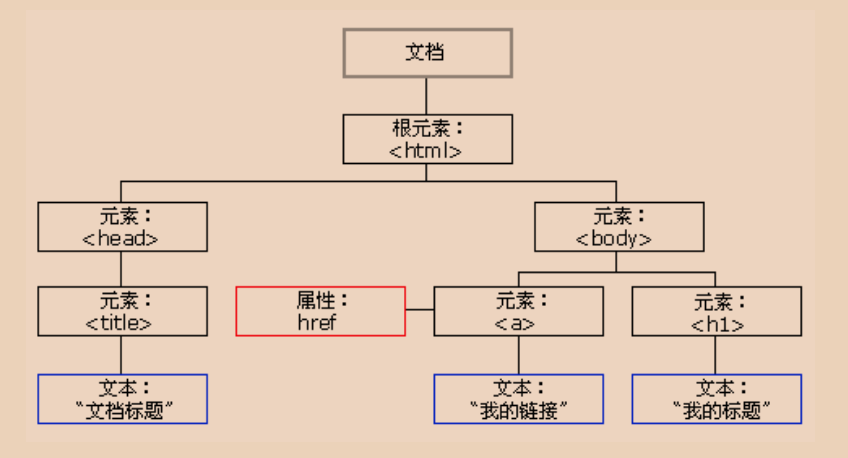 文档
根元素：
<html>
元素：
<head>
元素：
<body>
元素：
<title>
属性：
href
元素：
<a>
元素：
<h1>
文本：
"文档标题"
文本：
"我的链接"
文本：
"我的标题"